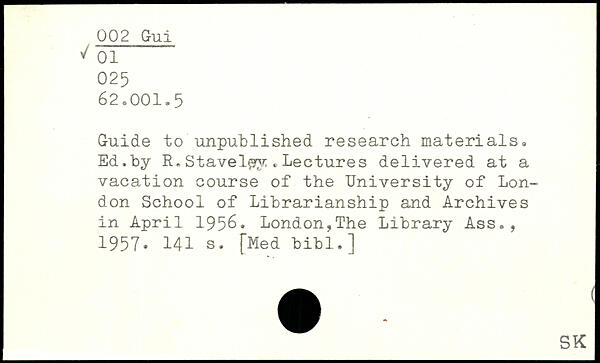 002 Gui
✓ 01
025
62.001.5
Guide to unpublished research materials.
Ed.by R.Staveley. Lectures delivered at a
vacation course of the University of Lon-
don School of Librarianship and Archives
in April 1956. London,The Library Ass.,
1957. 141 s. [Med bibl.]
SK